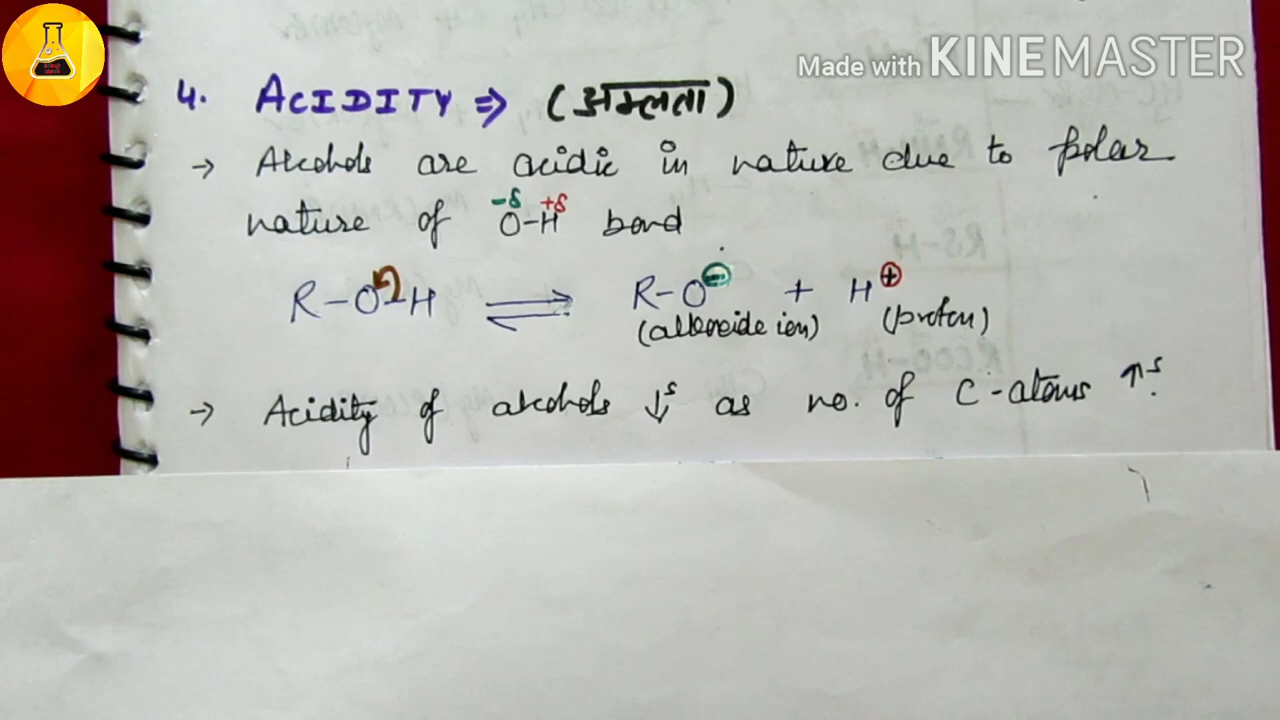 Made with KINEMASTER
4. ACIDITY ⇒ (अम्लता)
→ Alcohols are acidic in nature due to polar
nature of O-H bond
-δ +δ
R-O-H ⇌ R-O⊖ + H⊕
(alkoxide ion) (proton)
→ Acidity of alcohols ↓s as no. of C-atoms ↑s.